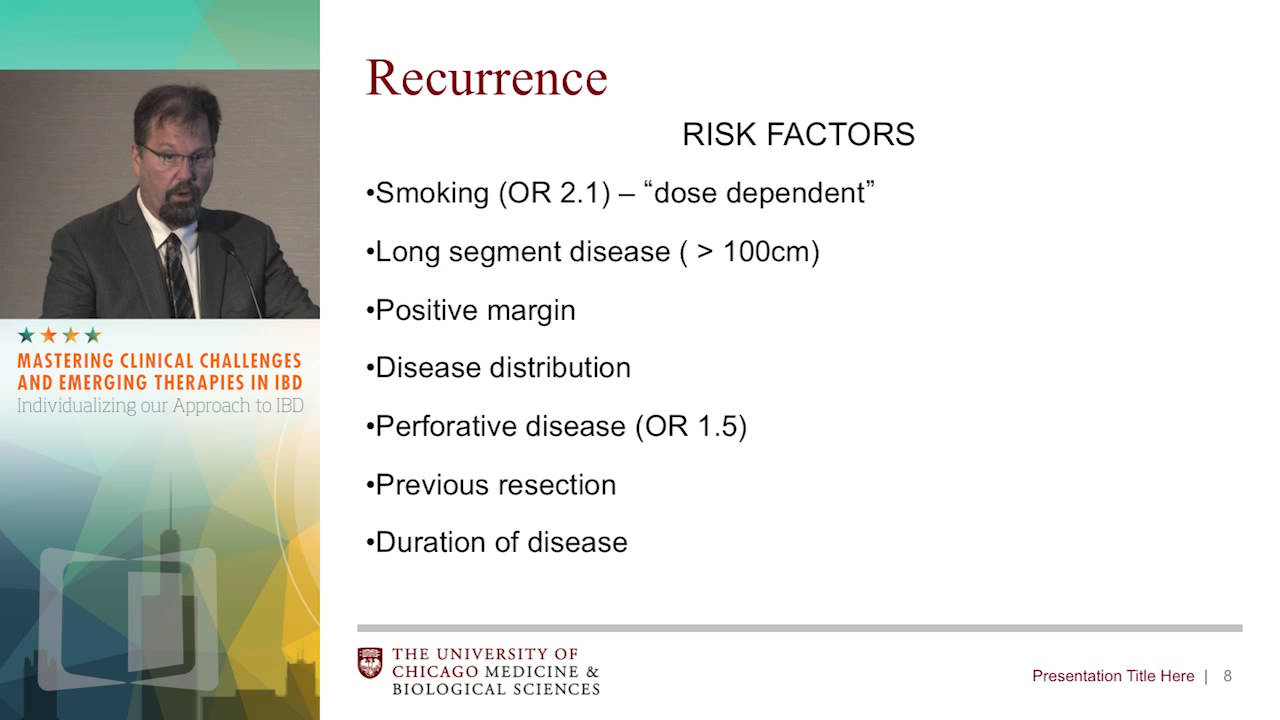 Recurrence
RISK FACTORS
•Smoking (OR 2.1) – “dose dependent”
•Long segment disease ( > 100cm)
•Positive margin
•Disease distribution
•Perforative disease (OR 1.5)
•Previous resection
•Duration of disease
MASTERING CLINICAL CHALLENGES
AND EMERGING THERAPIES IN IBD
Individualizing our Approach to IBD
THE UNIVERSITY OF
CHICAGO MEDICINE &
BIOLOGICAL SCIENCES
Presentation Title Here | 8